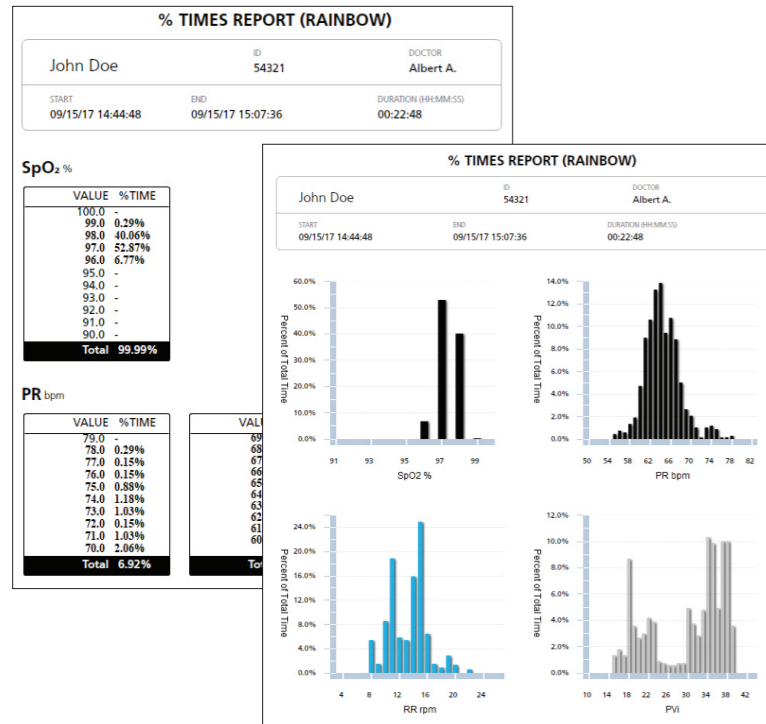 % TIMES REPORT (RAINBOW)
ID DOCTOR
John Doe 54321 Albert A.
START END DURATION (HH:MM:SS)
09/15/17 14:44:48 09/15/17 15:07:36 00:22:48
SpO₂ %
VALUE %TIME
100.0 -
99.0 0.29%
98.0 40.06%
97.0 52.87%
96.0 6.77%
95.0 -
94.0 -
93.0 -
92.0 -
91.0 -
90.0 -
Total 99.99%
PR bpm
VALUE %TIME
79.0 -
78.0 0.29%
77.0 0.15%
76.0 0.15%
75.0 0.88%
74.0 1.18%
73.0 1.03%
72.0 0.15%
71.0 1.03%
70.0 2.06%
Total 6.92%
% TIMES REPORT (RAINBOW)
ID DOCTOR
John Doe 54321 Albert A.
START END DURATION (HH:MM:SS)
09/15/17 14:44:48 09/15/17 15:07:36 00:22:48
Percent of Total Time
60.0%
50.0%
40.0%
30.0%
20.0%
10.0%
0.0%
91 93 95 97 99
SpO2 %
Percent of Total Time
14.0%
12.0%
10.0%
8.0%
6.0%
4.0%
2.0%
0.0%
50 54 58 62 66 70 74 78 82
PR bpm
Percent of Total Time
24.0%
20.0%
16.0%
12.0%
8.0%
4.0%
0.0%
4 8 12 16 20 24
RR rpm
Percent of Total Time
12.0%
10.0%
8.0%
6.0%
4.0%
2.0%
0.0%
10 14 18 22 26 30 34 38 42
PVi